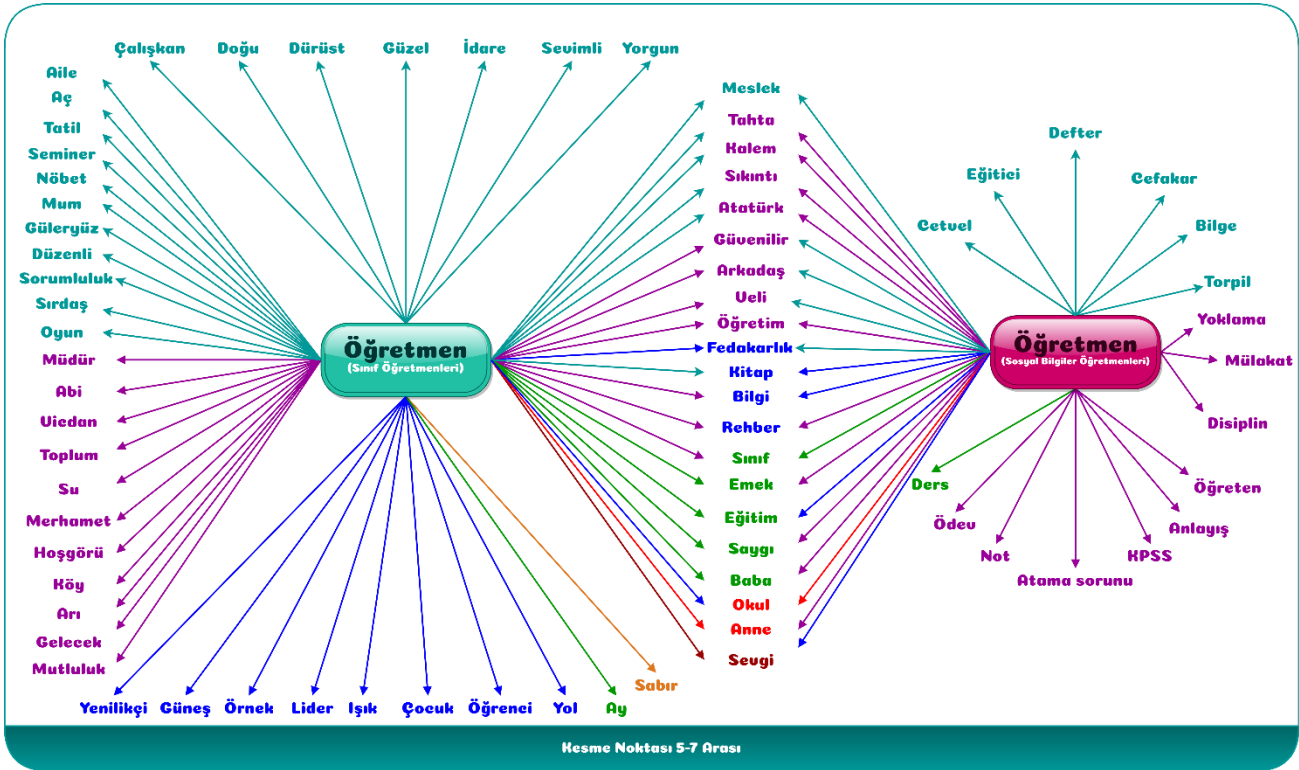 Çalışkan
Doğu
Dürüst
Güzel
İdare
Sevimli
Yorgun
Aile
Aç
Tatil
Seminer
Nöbet
Mum
Güleryüz
Düzenli
Sorumluluk
Sırdaş
Oyun
Müdür
Abi
Vicdan
Toplum
Su
Merhamet
Hoşgörü
Köy
Arı
Gelecek
Mutluluk
Öğretmen
(Sınıf Öğretmenleri)
Yenilikçi
Güneş
Örnek
Lider
Işık
Çocuk
Öğrenci
Yol
Ay
Sabır
Meslek
Tahta
Kalem
Sıkıntı
Atatürk
Güvenilir
Arkadaş
Veli
Öğretim
Fedakarlık
Kitap
Bilgi
Rehber
Sınıf
Emek
Eğitim
Saygı
Baba
Okul
Anne
Sevgi
Defter
Eğitici
Cefakar
Cetvel
Bilge
Torpil
Yoklama
Mülakat
Disiplin
Öğretmen
(Sosyal Bilgiler Öğretmenleri)
Ders
Ödev
Not
Atama sorunu
KPSS
Anlayış
Öğreten
Kesme Noktası 5-7 Arası